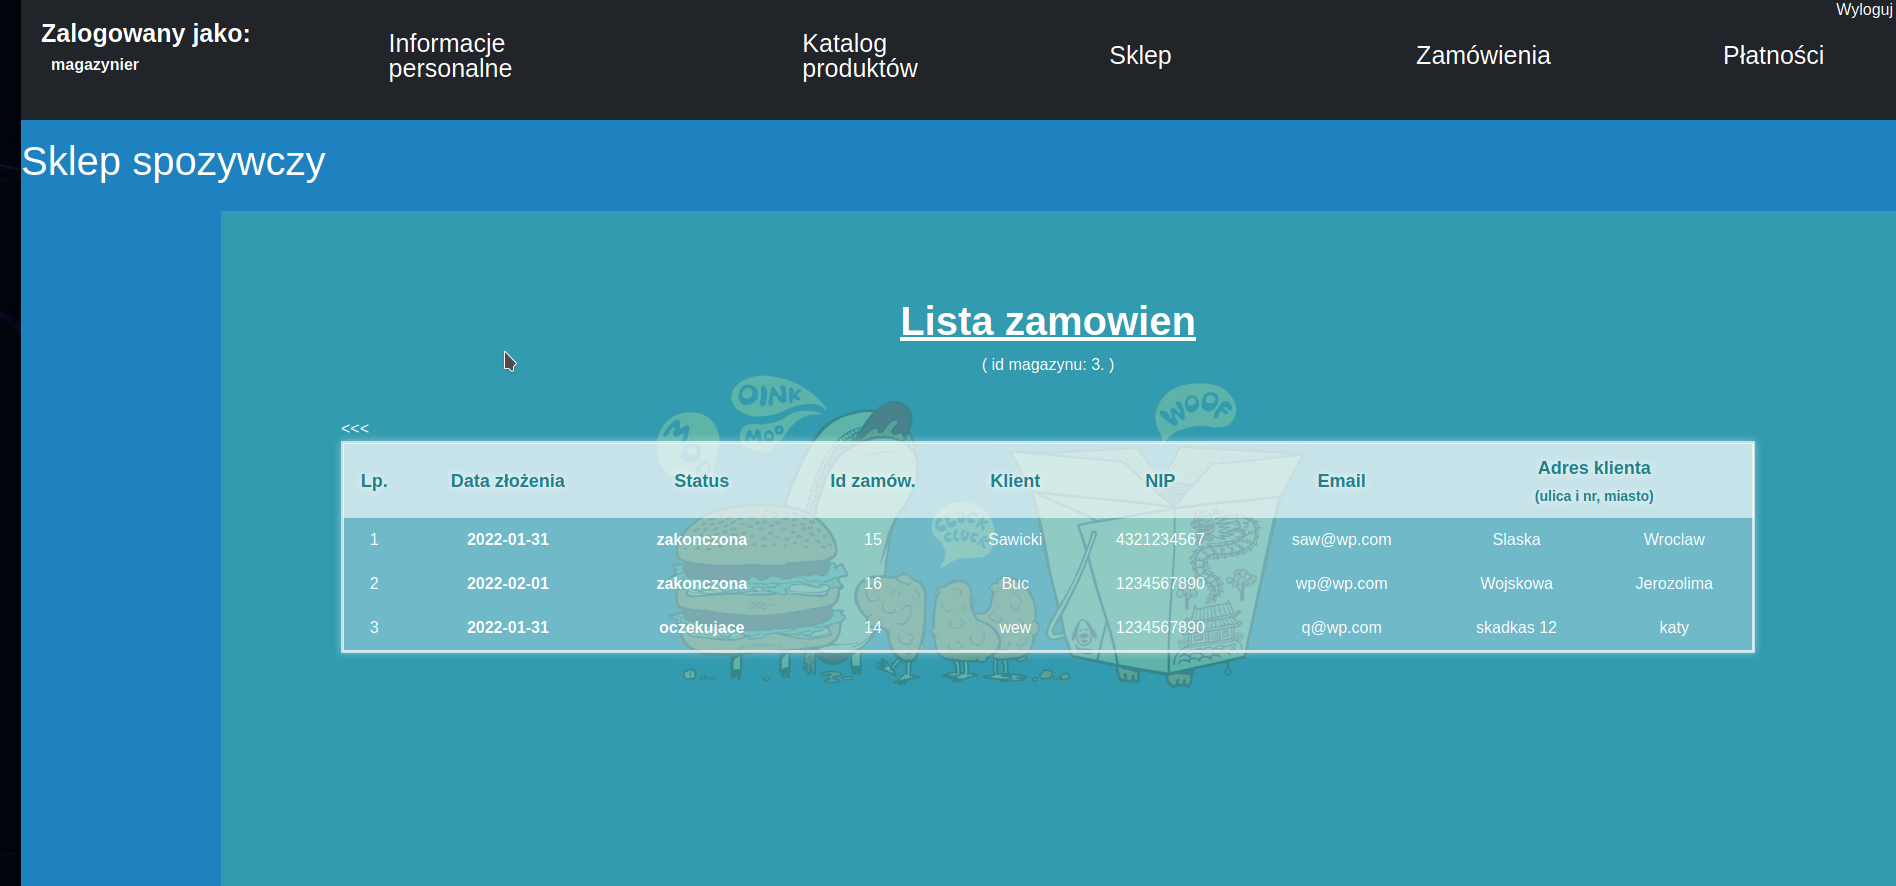 Wyloguj
Zalogowany jako:
magazynier
Informacje
personalne
Katalog
produktów
Sklep
Zamówienia
Płatności
Sklep spozywczy
Lista zamowien
( id magazynu: 3. )
OINK
MOO
MOO
WOOF
<<<
Lp. Data złożenia Status Id zamów. Klient NIP Email Adres klienta
(ulica i nr, miasto)
CLUCK
CLUCK
1 2022-01-31 zakonczona 15 Sawicki 4321234567 saw@wp.com Slaska Wroclaw
2 2022-02-01 zakonczona 16 Buc 1234567890 wp@wp.com Wojskowa Jerozolima
3 2022-01-31 oczekujace 14 wew 1234567890 q@wp.com skadkas 12 katy